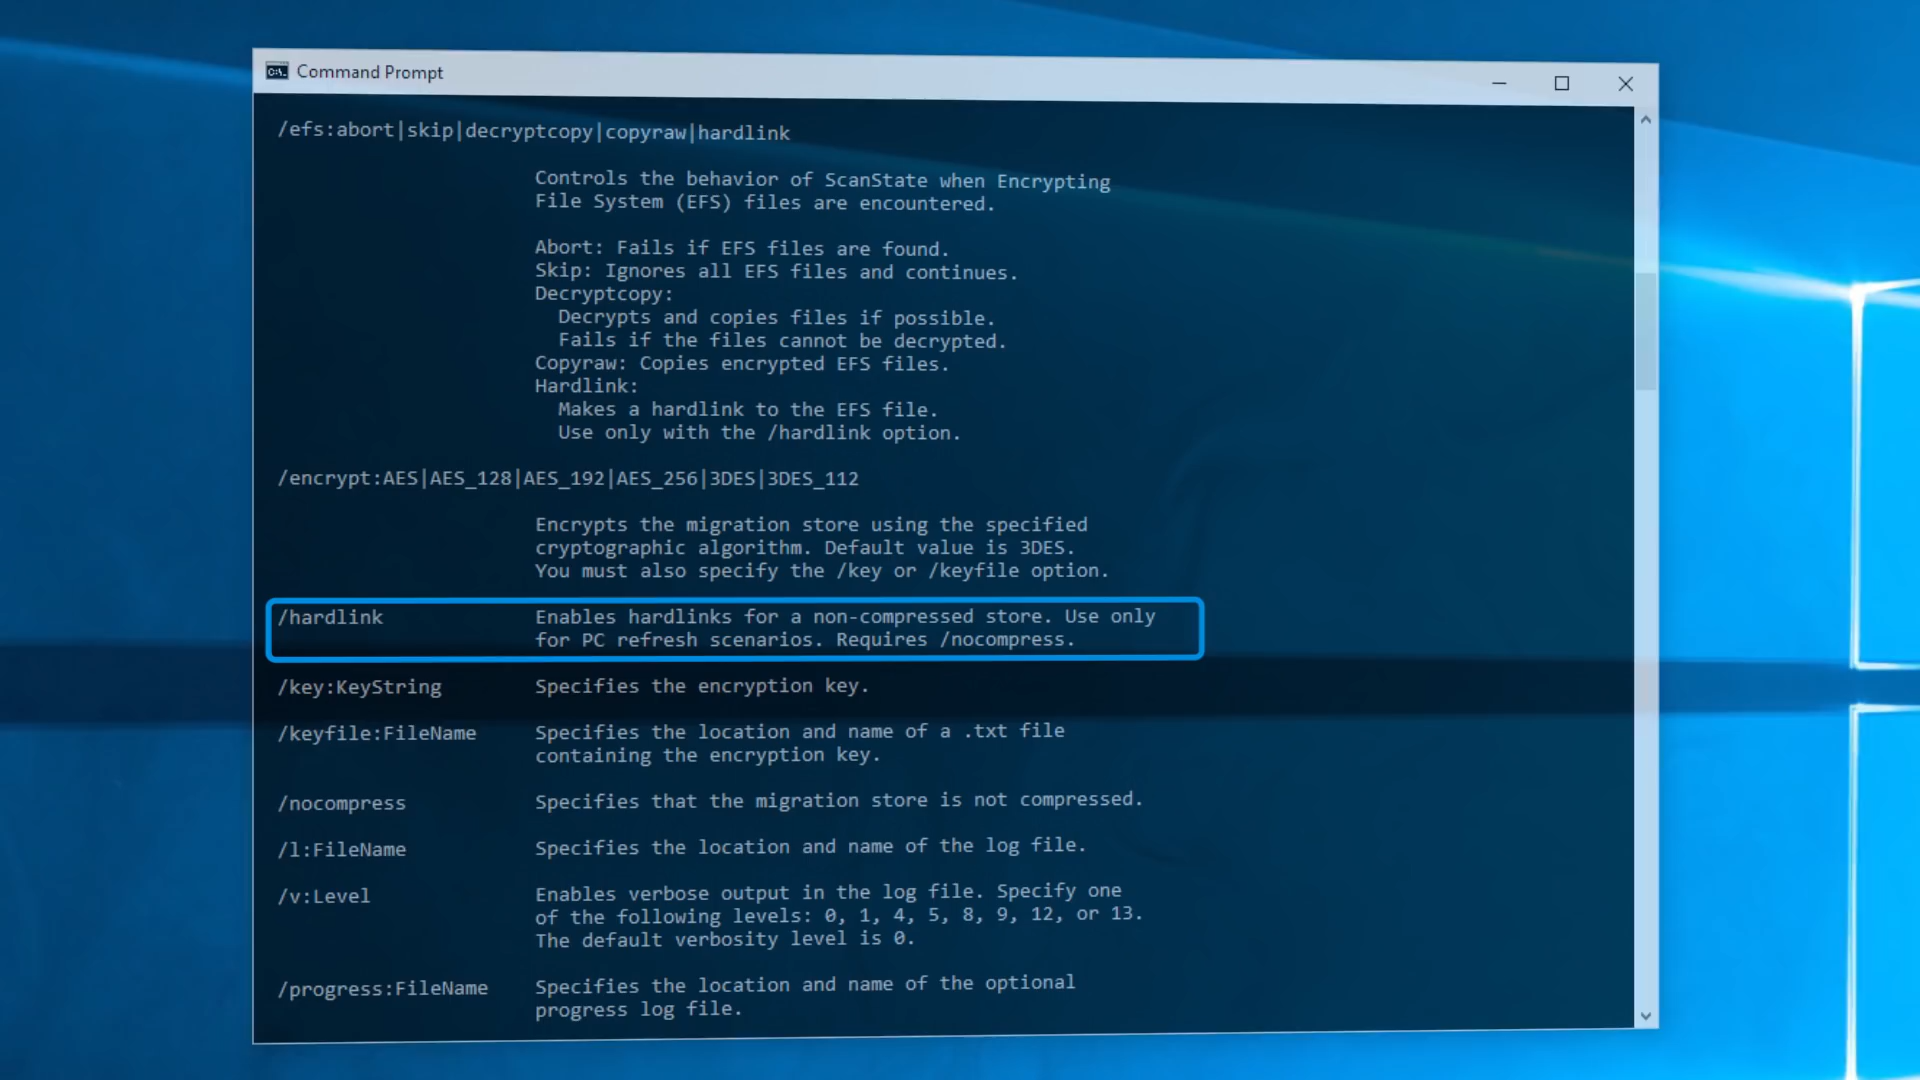 Command Prompt
/efs:abort|skip|decryptcopy|copyraw|hardlink
Controls the behavior of ScanState when Encrypting
File System (EFS) files are encountered.
Abort: Fails if EFS files are found.
Skip: Ignores all EFS files and continues.
Decryptcopy:
Decrypts and copies files if possible.
Fails if the files cannot be decrypted.
Copyraw: Copies encrypted EFS files.
Hardlink:
Makes a hardlink to the EFS file.
Use only with the /hardlink option.
/encrypt:AES|AES_128|AES_192|AES_256|3DES|3DES_112
Encrypts the migration store using the specified
cryptographic algorithm. Default value is 3DES.
You must also specify the /key or /keyfile option.
/hardlink Enables hardlinks for a non-compressed store. Use only
for PC refresh scenarios. Requires /nocompress.
/key:KeyString Specifies the encryption key.
/keyfile:FileName Specifies the location and name of a .txt file
containing the encryption key.
/nocompress Specifies that the migration store is not compressed.
/l:FileName Specifies the location and name of the log file.
/v:Level Enables verbose output in the log file. Specify one
of the following levels: 0, 1, 4, 5, 8, 9, 12, or 13.
The default verbosity level is 0.
/progress:FileName Specifies the location and name of the optional
progress log file.